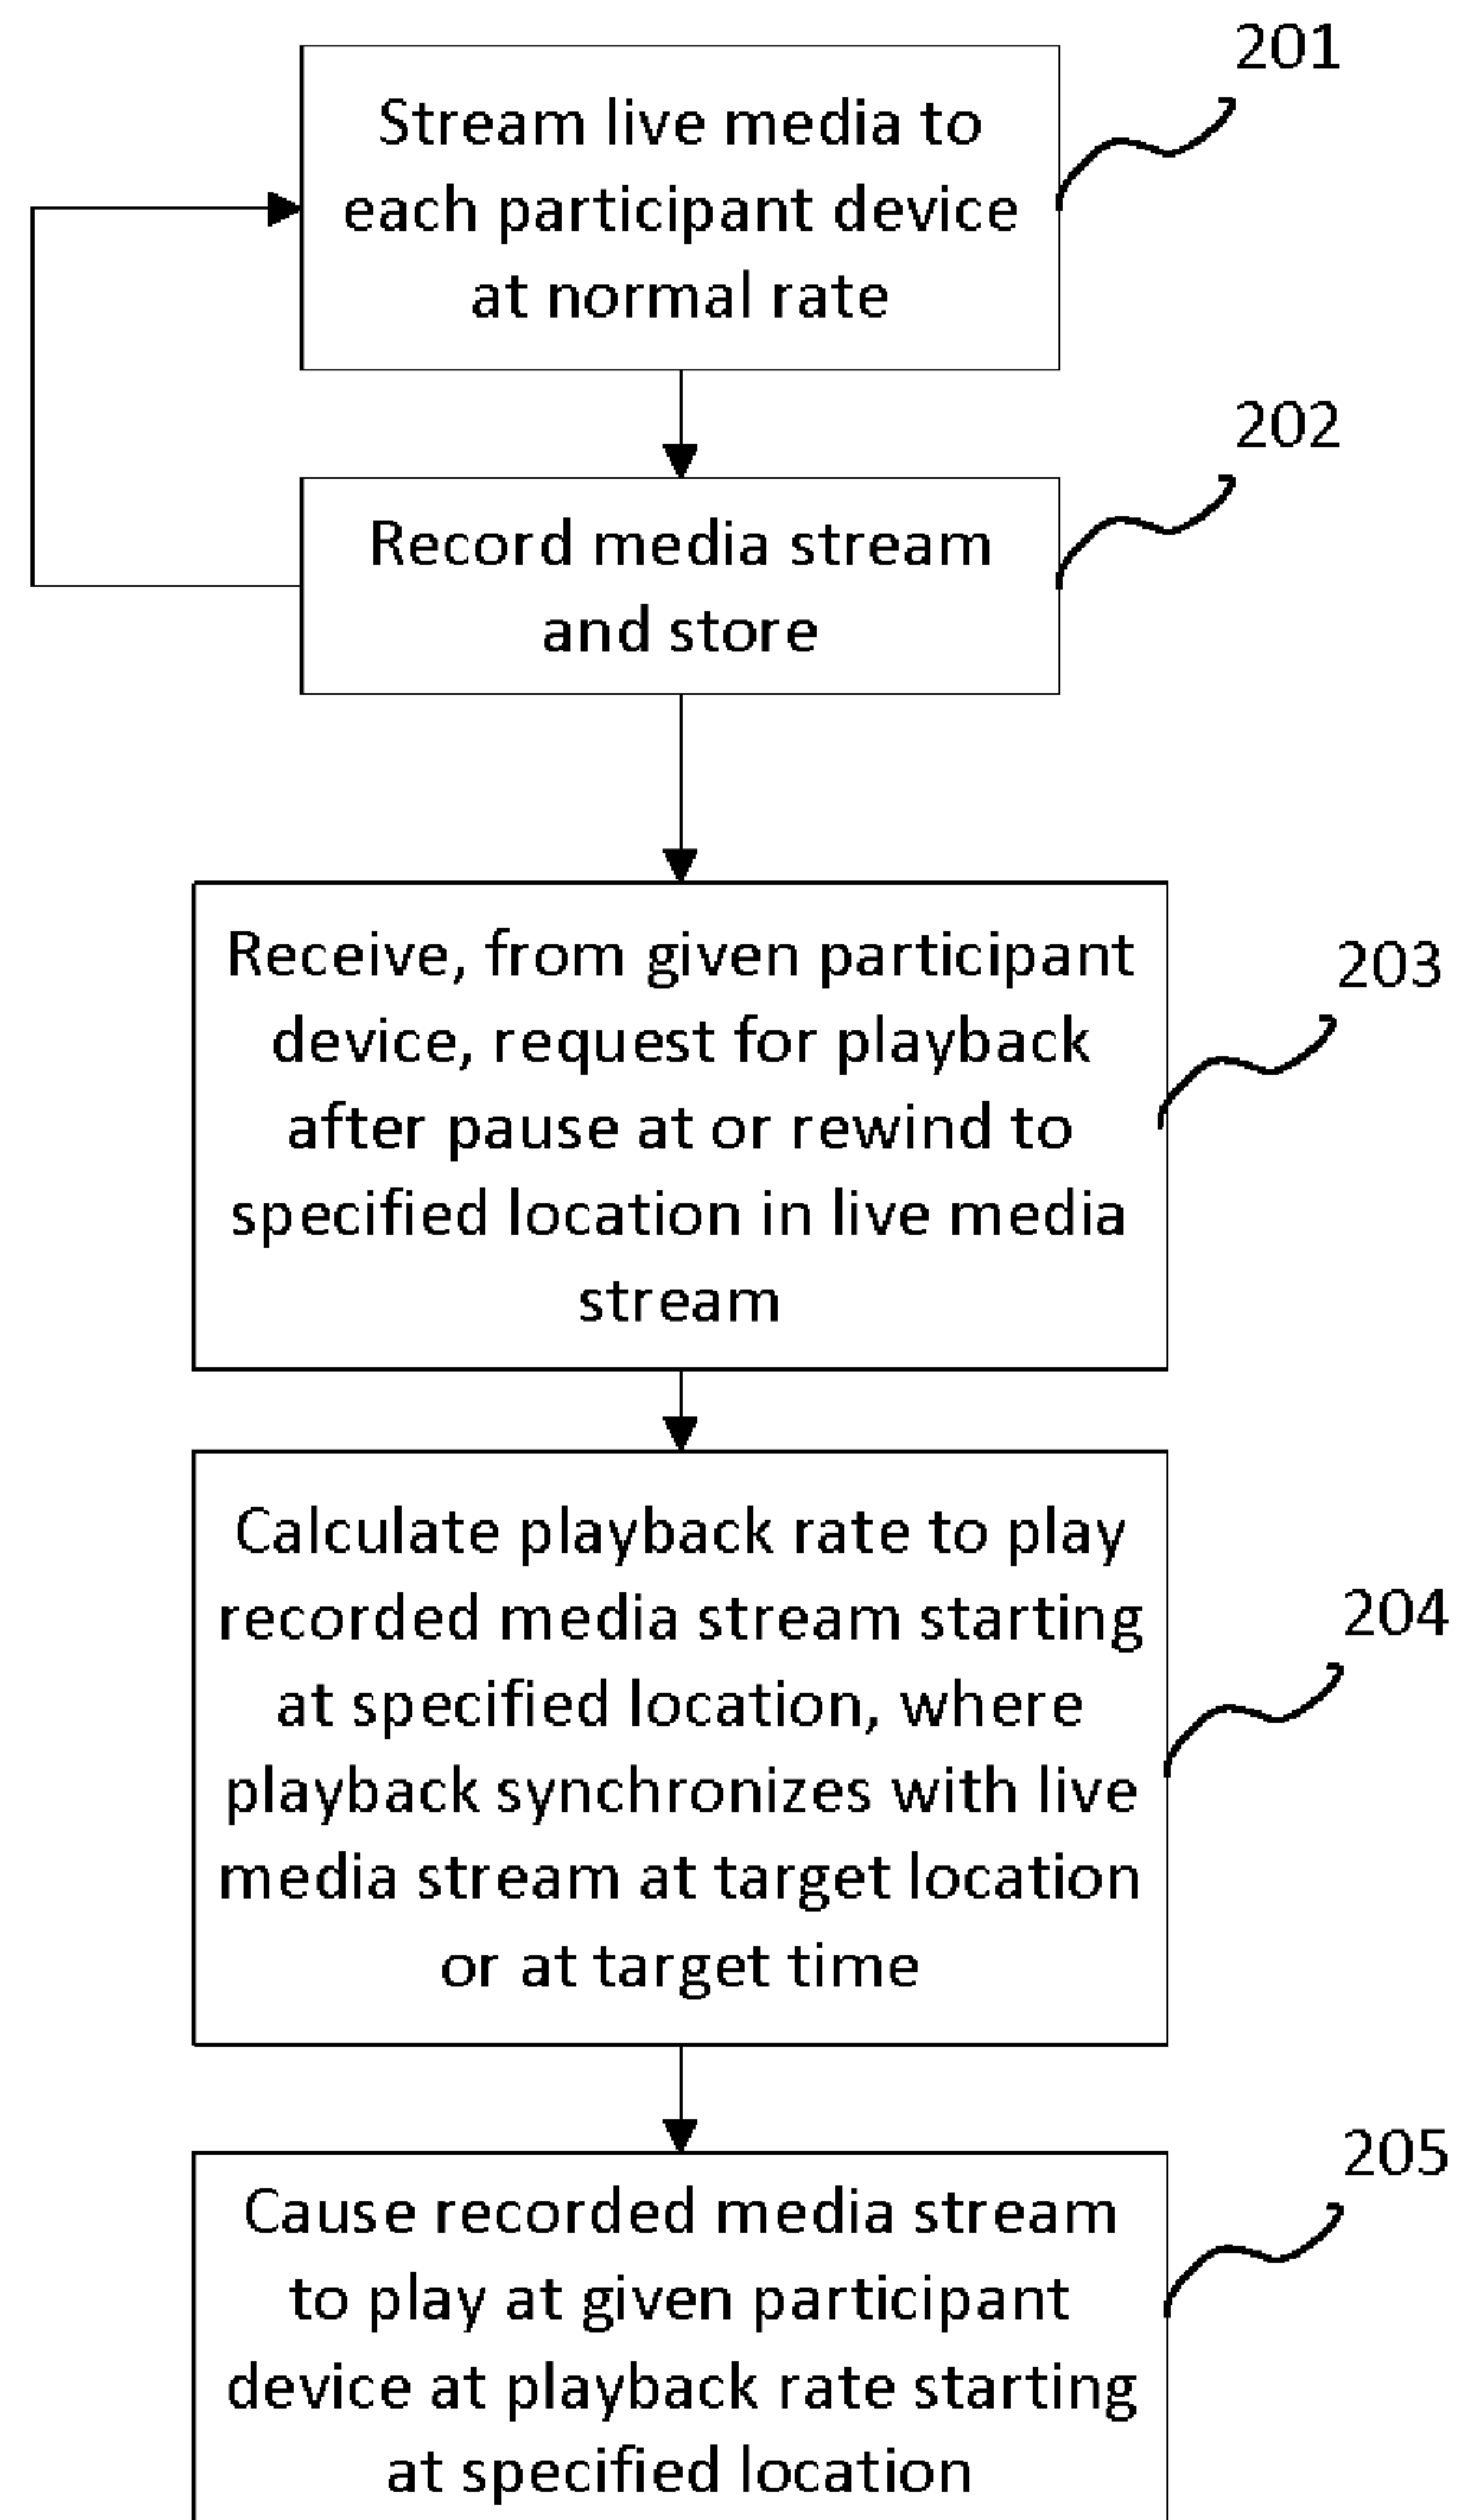 201
Stream live media to
each participant device
at normal rate
202
Record media stream
and store
203
Receive, from given participant
device, request for playback
after pause at or rewind to
specified location in live media
stream
204
Calculate playback rate to play
recorded media stream starting
at specified location, where
playback synchronizes with live
media stream at target location
or at target time
205
Cause recorded media stream
to play at given participant
device at playback rate starting
at specified location